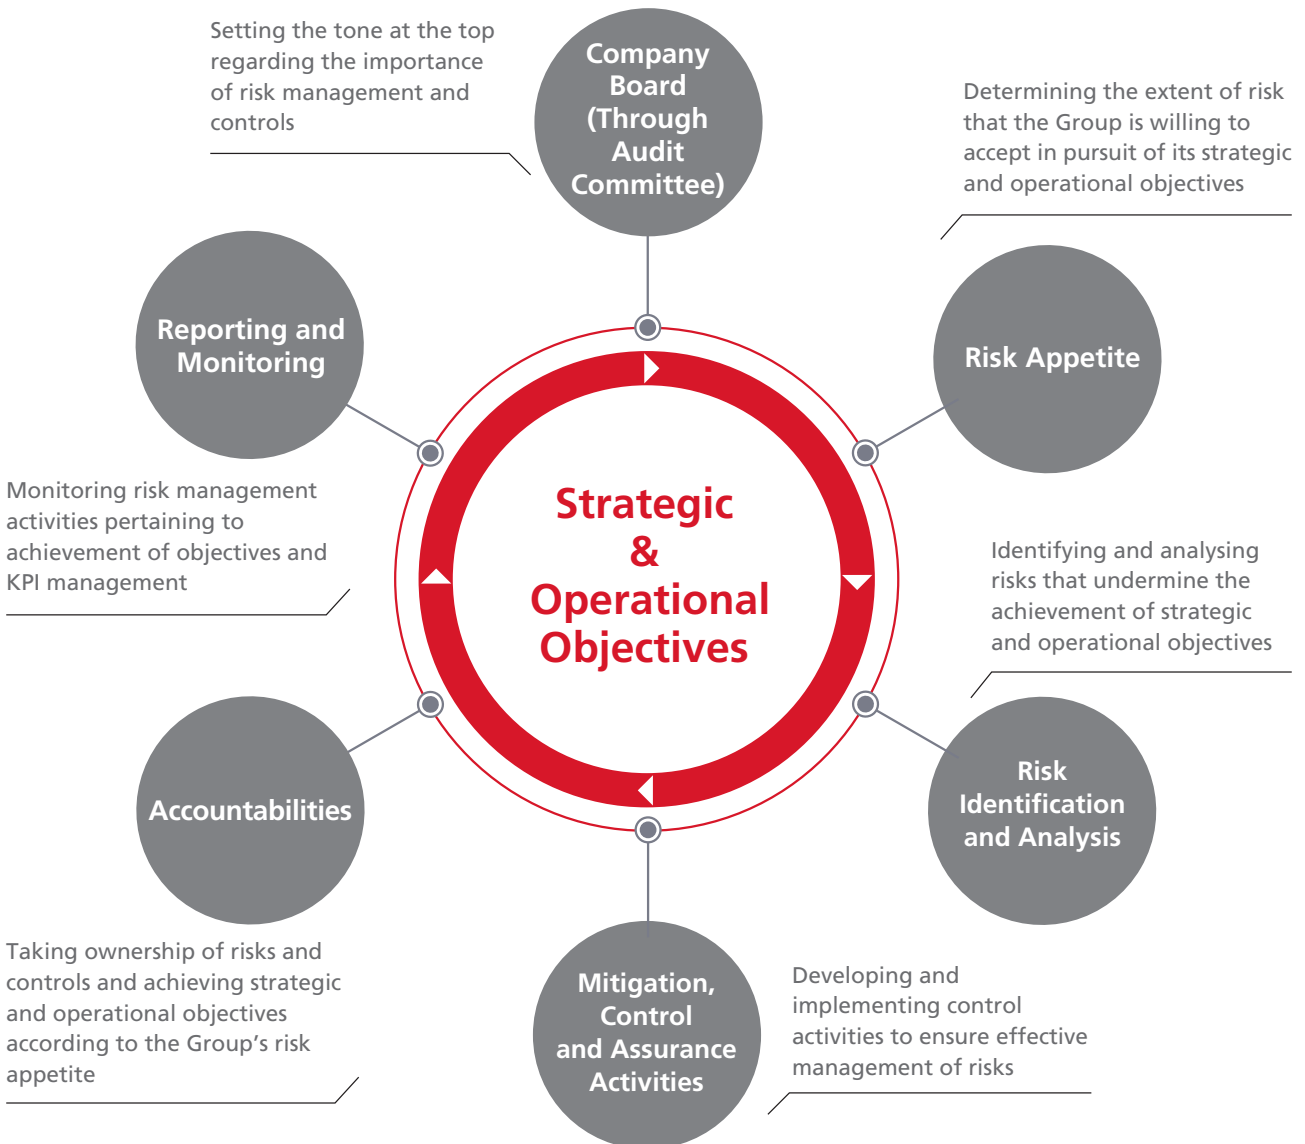 Setting the tone at the top
regarding the importance
of risk management and
controls
Company
Board
(Through
Audit
Committee)
Determining the extent of risk
that the Group is willing to
accept in pursuit of its strategic
and operational objectives
Risk Appetite
Identifying and analysing
risks that undermine the
achievement of strategic
and operational objectives
Risk
Identification
and Analysis
Mitigation,
Control
and Assurance
Activities
Developing and
implementing control
activities to ensure effective
management of risks
Accountabilities
Taking ownership of risks and
controls and achieving strategic
and operational objectives
according to the Group’s risk
appetite
Reporting and
Monitoring
Monitoring risk management
activities pertaining to
achievement of objectives and
KPI management
Strategic
&
Operational
Objectives